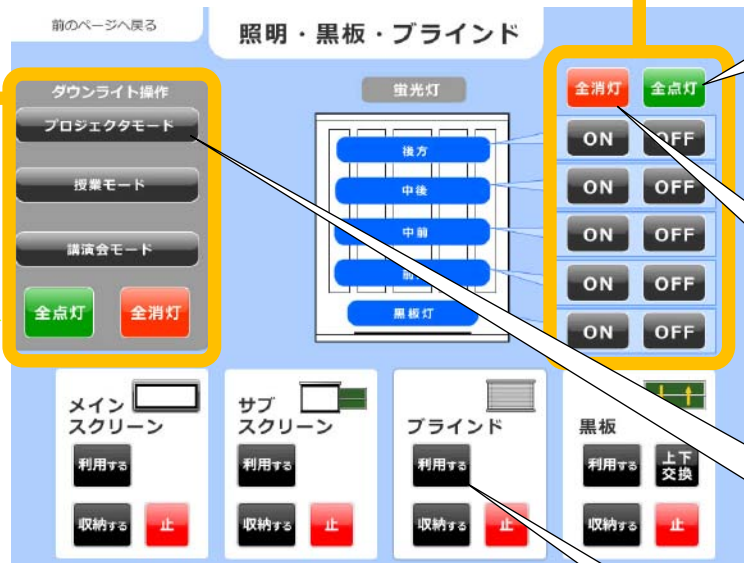 前のページへ戻る
照明・黒板・ブラインド
ダウンライト操作
プロジェクタモード
授業モード
講演会モード
全点灯
全消灯
蛍光灯
後方
中後
中前
黒板灯
全消灯
全点灯
ON
OFF
ON
OFF
ON
OFF
ON
OFF
ON
OFF
メイン
スクリーン
利用する
収納する
止
サブ
スクリーン
利用する
収納する
止
ブラインド
利用する
収納する
止
黒板
利用する
上下
交換
収納する
止